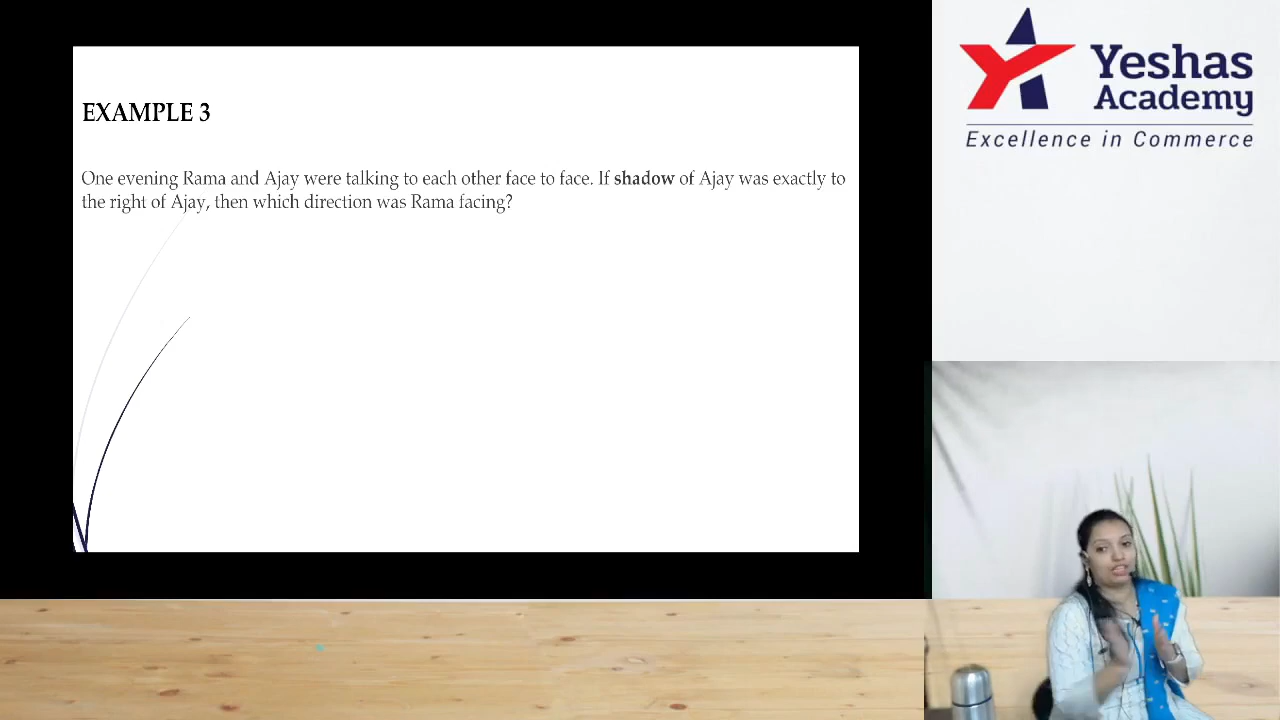 EXAMPLE 3
One evening Rama and Ajay were talking to each other face to face. If shadow of Ajay was exactly to
the right of Ajay, then which direction was Rama facing?
Yeshas
Academy
Excellence in Commerce